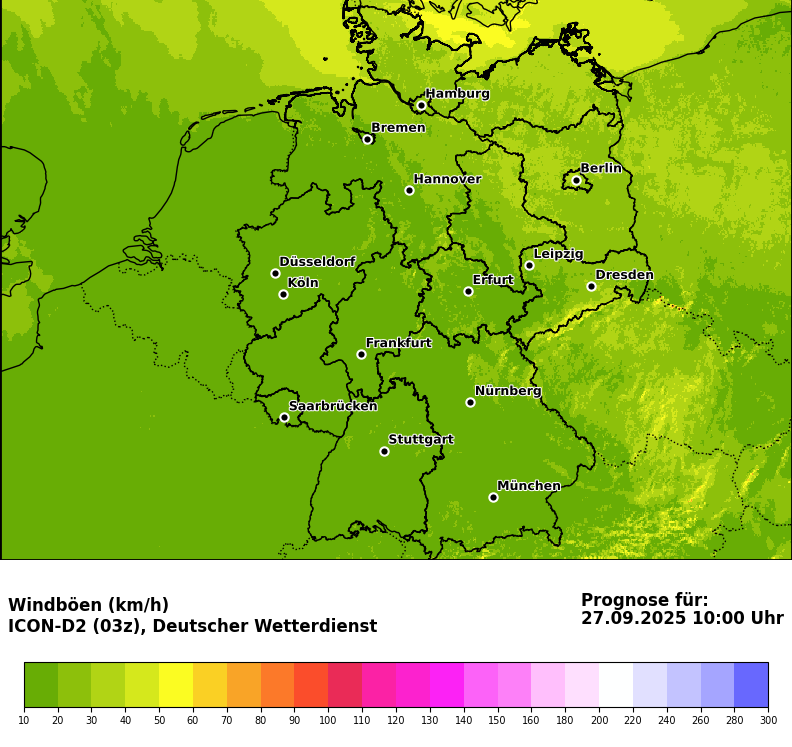 Hamburg
Bremen
Berlin
Hannover
Leipzig
Düsseldorf
Dresden
Köln
Erfurt
Frankfurt
Nürnberg
Saarbrücken
Stuttgart
München
Windböen (km/h)
ICON-D2 (03z), Deutscher Wetterdienst
Prognose für:
27.09.2025 10:00 Uhr
10 20 30 40 50 60 70 80 90 100 110 120 130 140 150 160 180 200 220 240 260 280 300